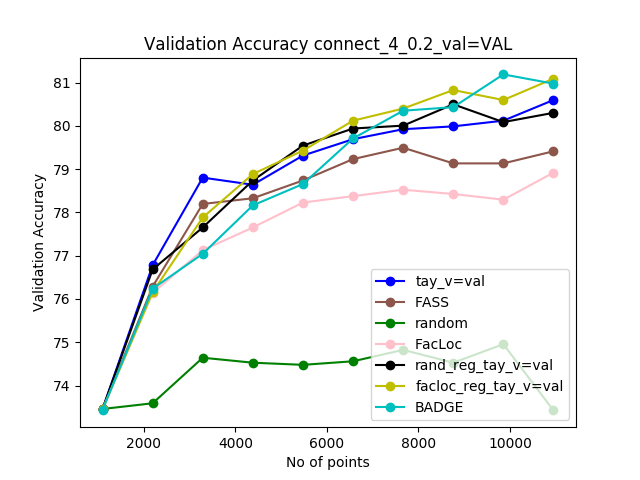 Validation Accuracy connect_4_0.2_val=VAL
81
80
79
78
77
76
75
74
Validation Accuracy
2000 4000 6000 8000 10000
No of points
tay_v=val
FASS
random
FacLoc
rand_reg_tay_v=val
facloc_reg_tay_v=val
BADGE